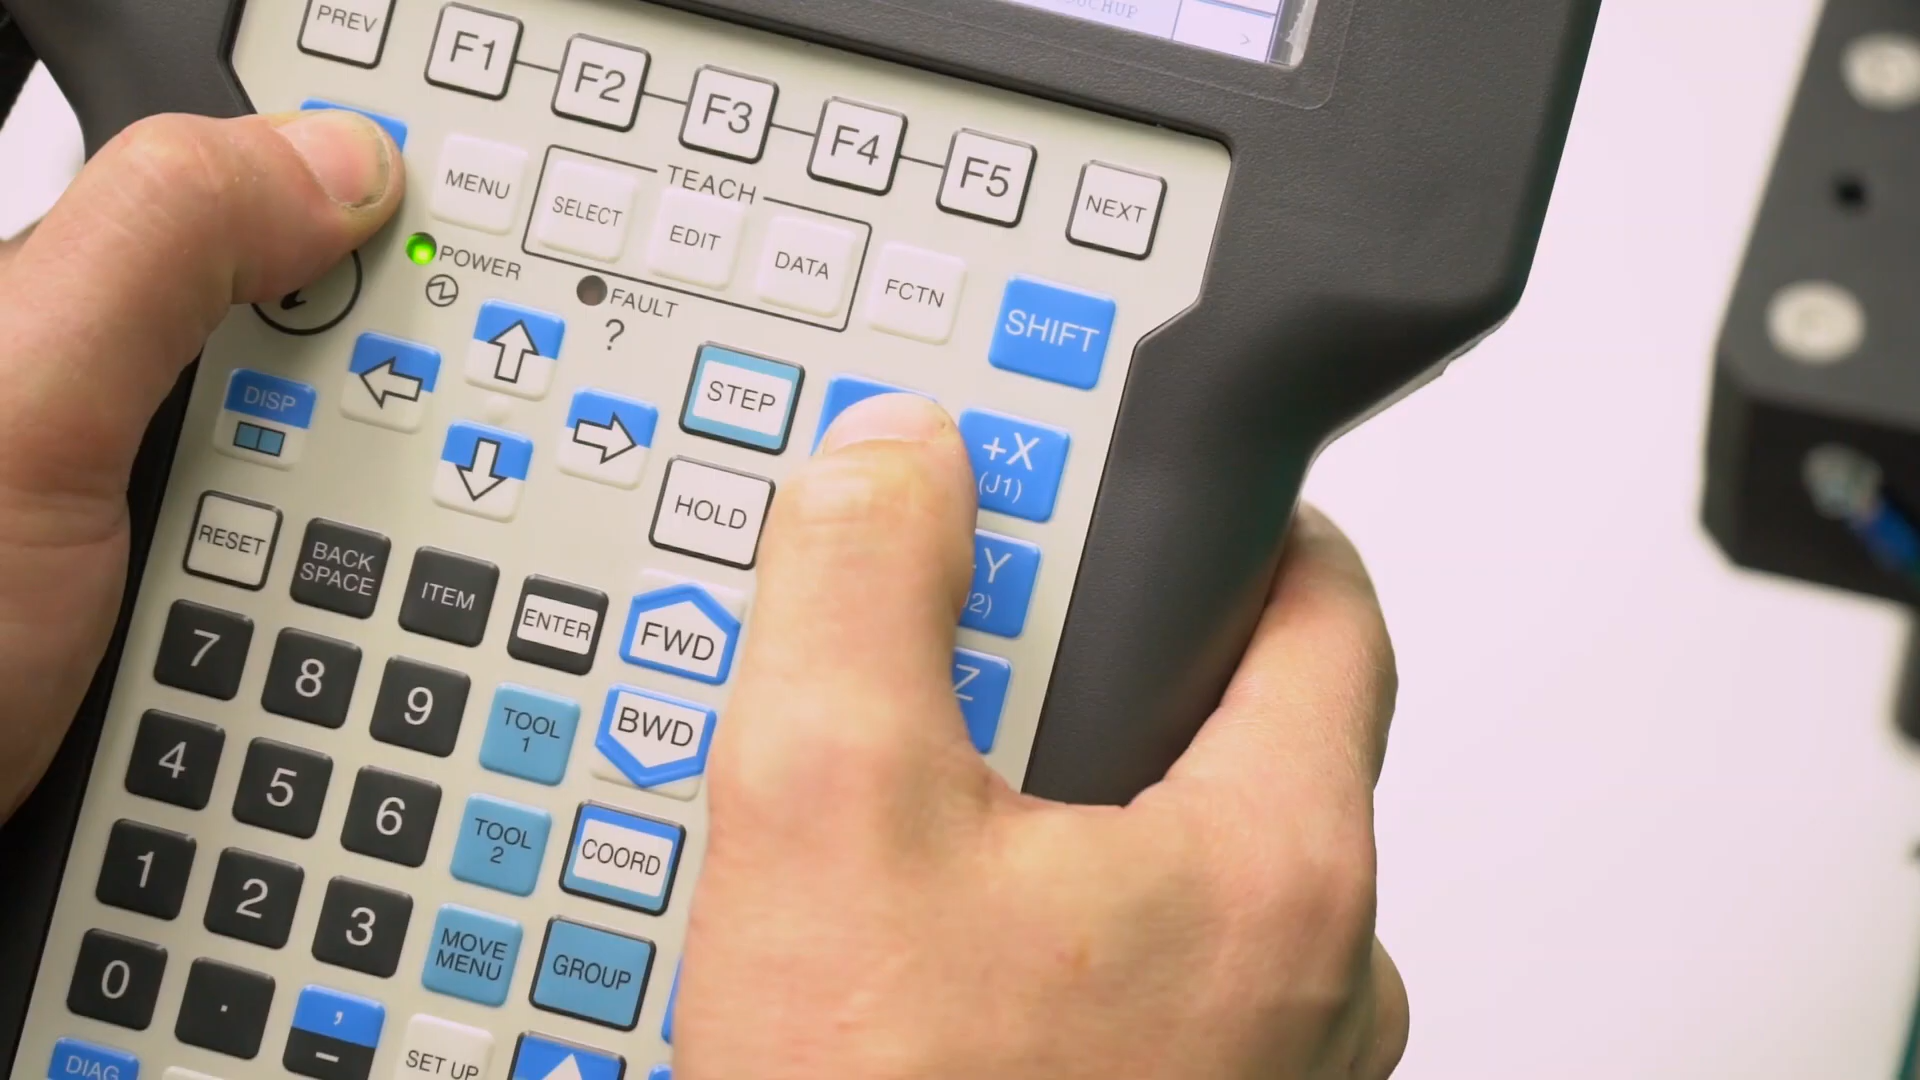 TOUCHUP
>
PREV
F1
F2
F3
F4
F5
NEXT
MENU
TEACH
SELECT
EDIT
DATA
FCTN
SHIFT
i
POWER
FAULT
?
DISP
STEP
HOLD
+X
(J1)
Y
Z
RESET
BACK
SPACE
ITEM
ENTER
FWD
BWD
7
8
9
TOOL
1
4
5
6
TOOL
2
COORD
1
2
3
MOVE
MENU
GROUP
0
.
,
-
SET UP
DIAG